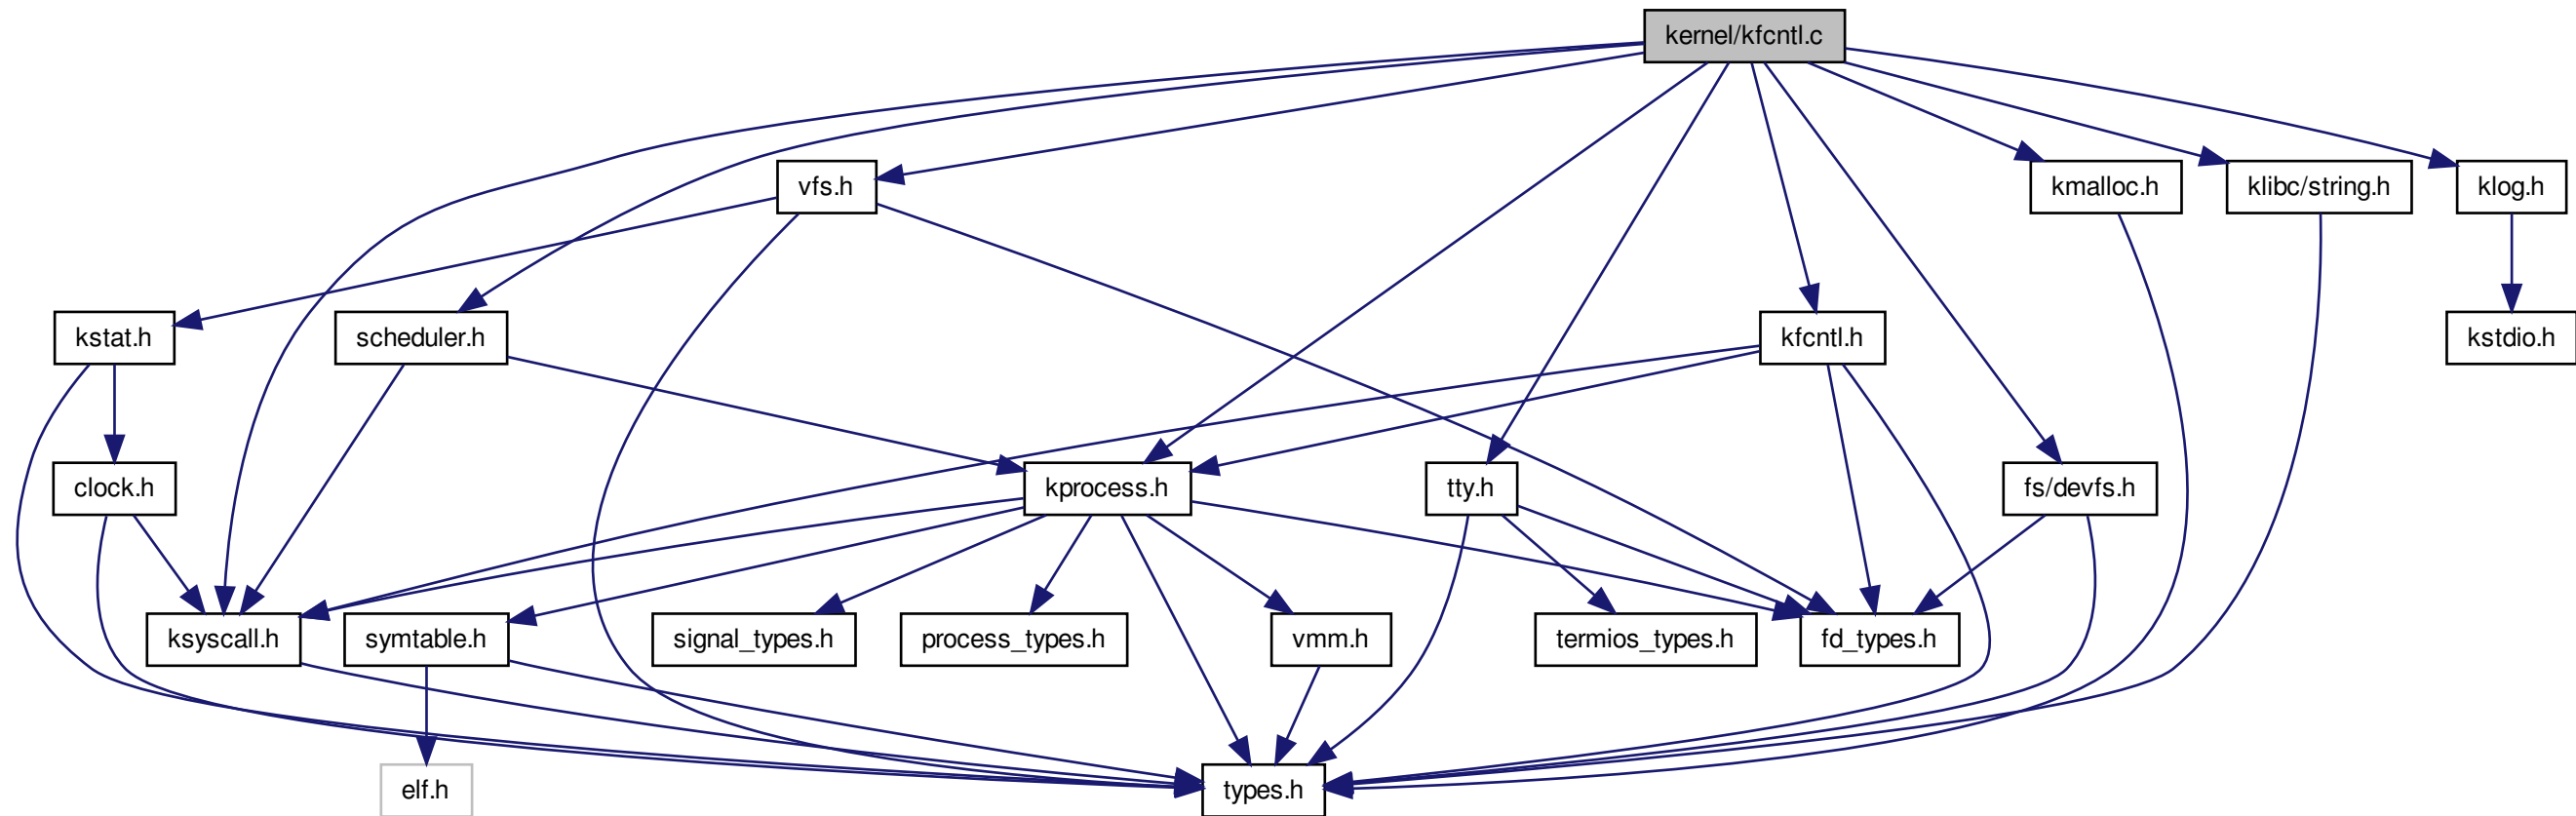 kernel/kfcntl.c
vfs.h
kmalloc.h
klibc/string.h
klog.h
kstat.h
scheduler.h
kfcntl.h
kstdio.h
clock.h
kprocess.h
tty.h
fs/devfs.h
ksyscall.h
symtable.h
signal_types.h
process_types.h
vmm.h
termios_types.h
fd_types.h
elf.h
types.h